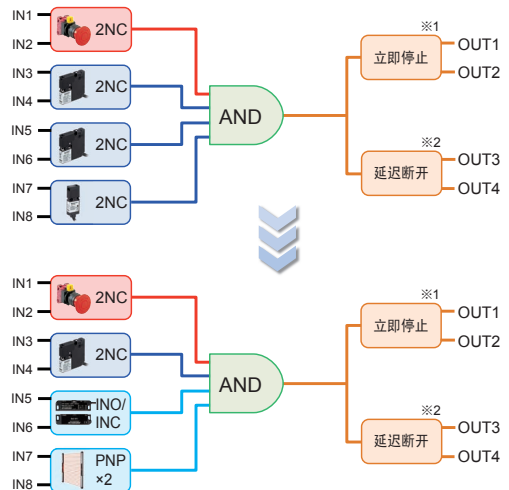 IN1
2NC
IN2
IN3
2NC
IN4
IN5
2NC
IN6
IN7
2NC
IN8
AND
※1
立即停止
OUT1
OUT2
※2
延迟断开
OUT3
OUT4
IN1
2NC
IN2
IN3
2NC
IN4
IN5
INO/
INC
IN6
IN7
PNP
×2
IN8
AND
※1
立即停止
OUT1
OUT2
※2
延迟断开
OUT3
OUT4